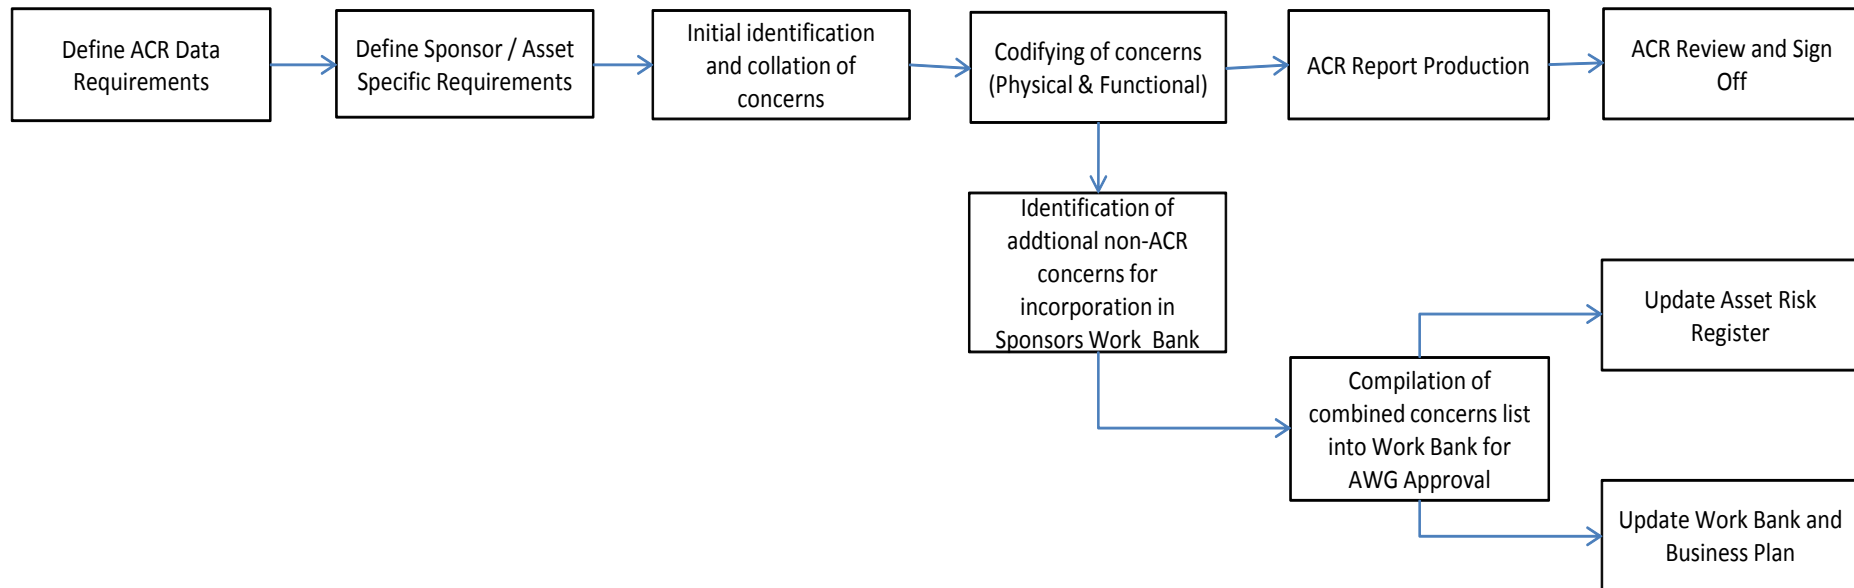 Define ACR Data
Requirements
Define Sponsor / Asset
Specific Requirements
Initial identification
and collation of
concerns
Codifying of concerns
(Physical & Functional)
ACR Report Production
ACR Review and Sign
Off
Identification of
addtional non-ACR
concerns for
incorporation in
Sponsors Work Bank
Update Asset Risk
Register
Compilation of
combined concerns list
into Work Bank for
AWG Approval
Update Work Bank and
Business Plan